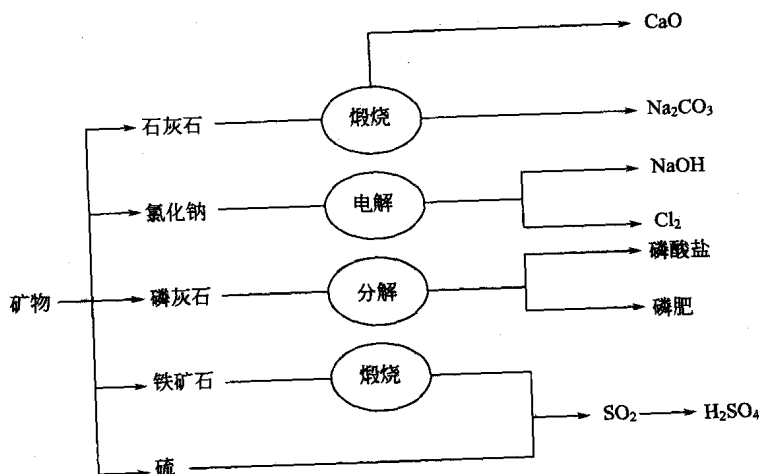 CaO
石灰石
煅烧
Na₂CO₃
氯化钠
电解
NaOH
Cl₂
矿物
磷灰石
分解
磷酸盐
磷肥
铁矿石
煅烧
硫
SO₂
H₂SO₄